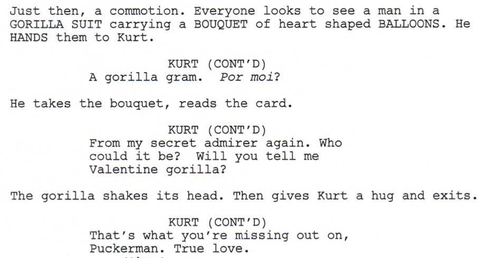 Just then, a commotion. Everyone looks to see a man in a
GORILLA SUIT carrying a BOUQUET of heart shaped BALLOONS. He
HANDS them to Kurt.
KURT (CONT'D)
A gorilla gram. Por moi?
He takes the bouquet, reads the card.
KURT (CONT'D)
From my secret admirer again. Who
could it be? Will you tell me
Valentine gorilla?
The gorilla shakes its head. Then gives Kurt a hug and exits.
KURT (CONT'D)
That's what you're missing out on,
Puckerman. True love.